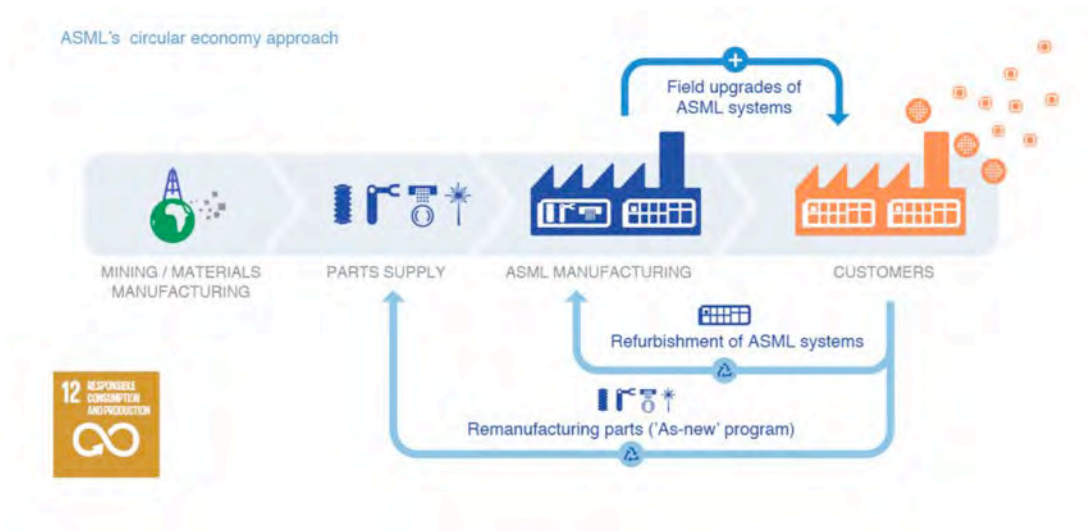 ASML's circular economy approach
Field upgrades of
ASML systems
MINING / MATERIALS
MANUFACTURING
PARTS SUPPLY
ASML MANUFACTURING
CUSTOMERS
Refurbishment of ASML systems
Remanufacturing parts ('As-new' program)
12 RESPONSIBLE
CONSUMPTION
AND PRODUCTION